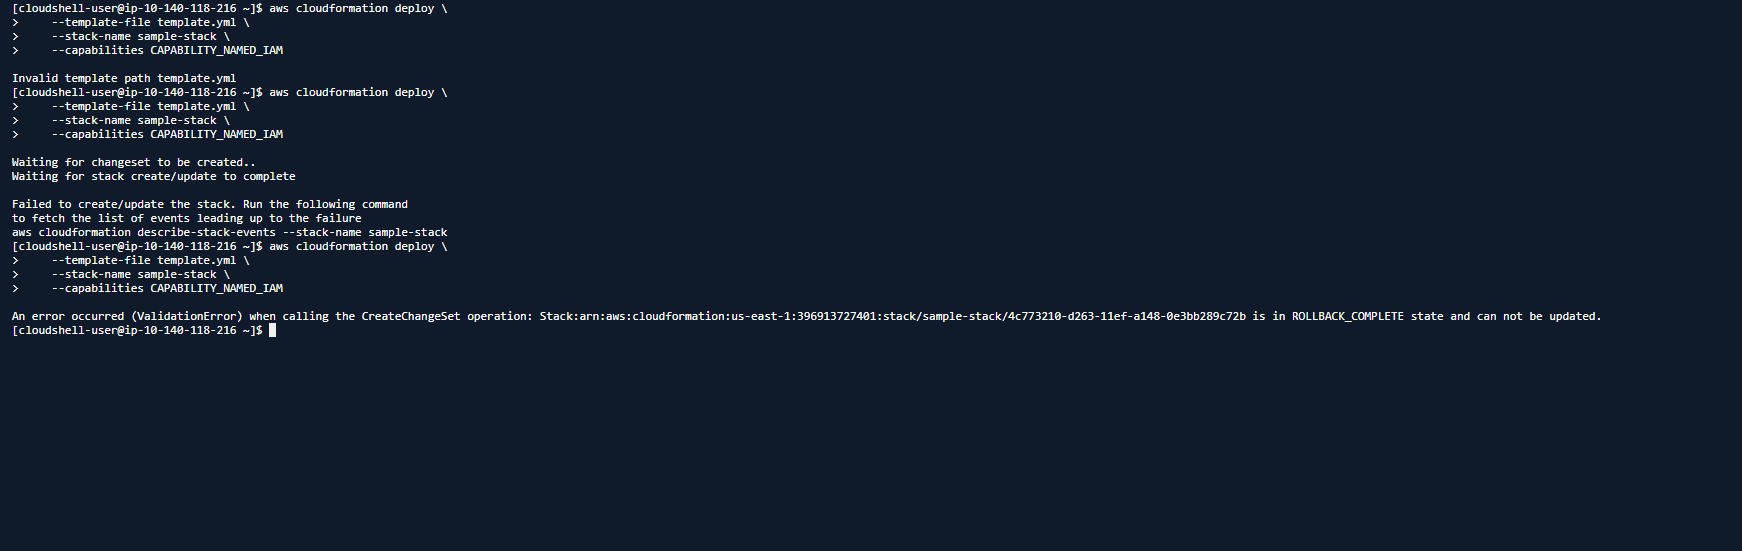 [cloudshell-user@ip-10-140-118-216 ~]$ aws cloudformation deploy \
>     --template-file template.yml \
>     --stack-name sample-stack \
>     --capabilities CAPABILITY_NAMED_IAM
Invalid template path template.yml
[cloudshell-user@ip-10-140-118-216 ~]$ aws cloudformation deploy \
>     --template-file template.yml \
>     --stack-name sample-stack \
>     --capabilities CAPABILITY_NAMED_IAM
Waiting for changeset to be created..
Waiting for stack create/update to complete
Failed to create/update the stack. Run the following command
to fetch the list of events leading up to the failure
aws cloudformation describe-stack-events --stack-name sample-stack
[cloudshell-user@ip-10-140-118-216 ~]$ aws cloudformation deploy \
>     --template-file template.yml \
>     --stack-name sample-stack \
>     --capabilities CAPABILITY_NAMED_IAM
An error occurred (ValidationError) when calling the CreateChangeSet operation: Stack:arn:aws:cloudformation:us-east-1:396913727401:stack/sample-stack/4c773210-d263-11ef-a148-0e3bb289c72b is in ROLLBACK_COMPLETE state and can not be updated.
[cloudshell-user@ip-10-140-118-216 ~]$